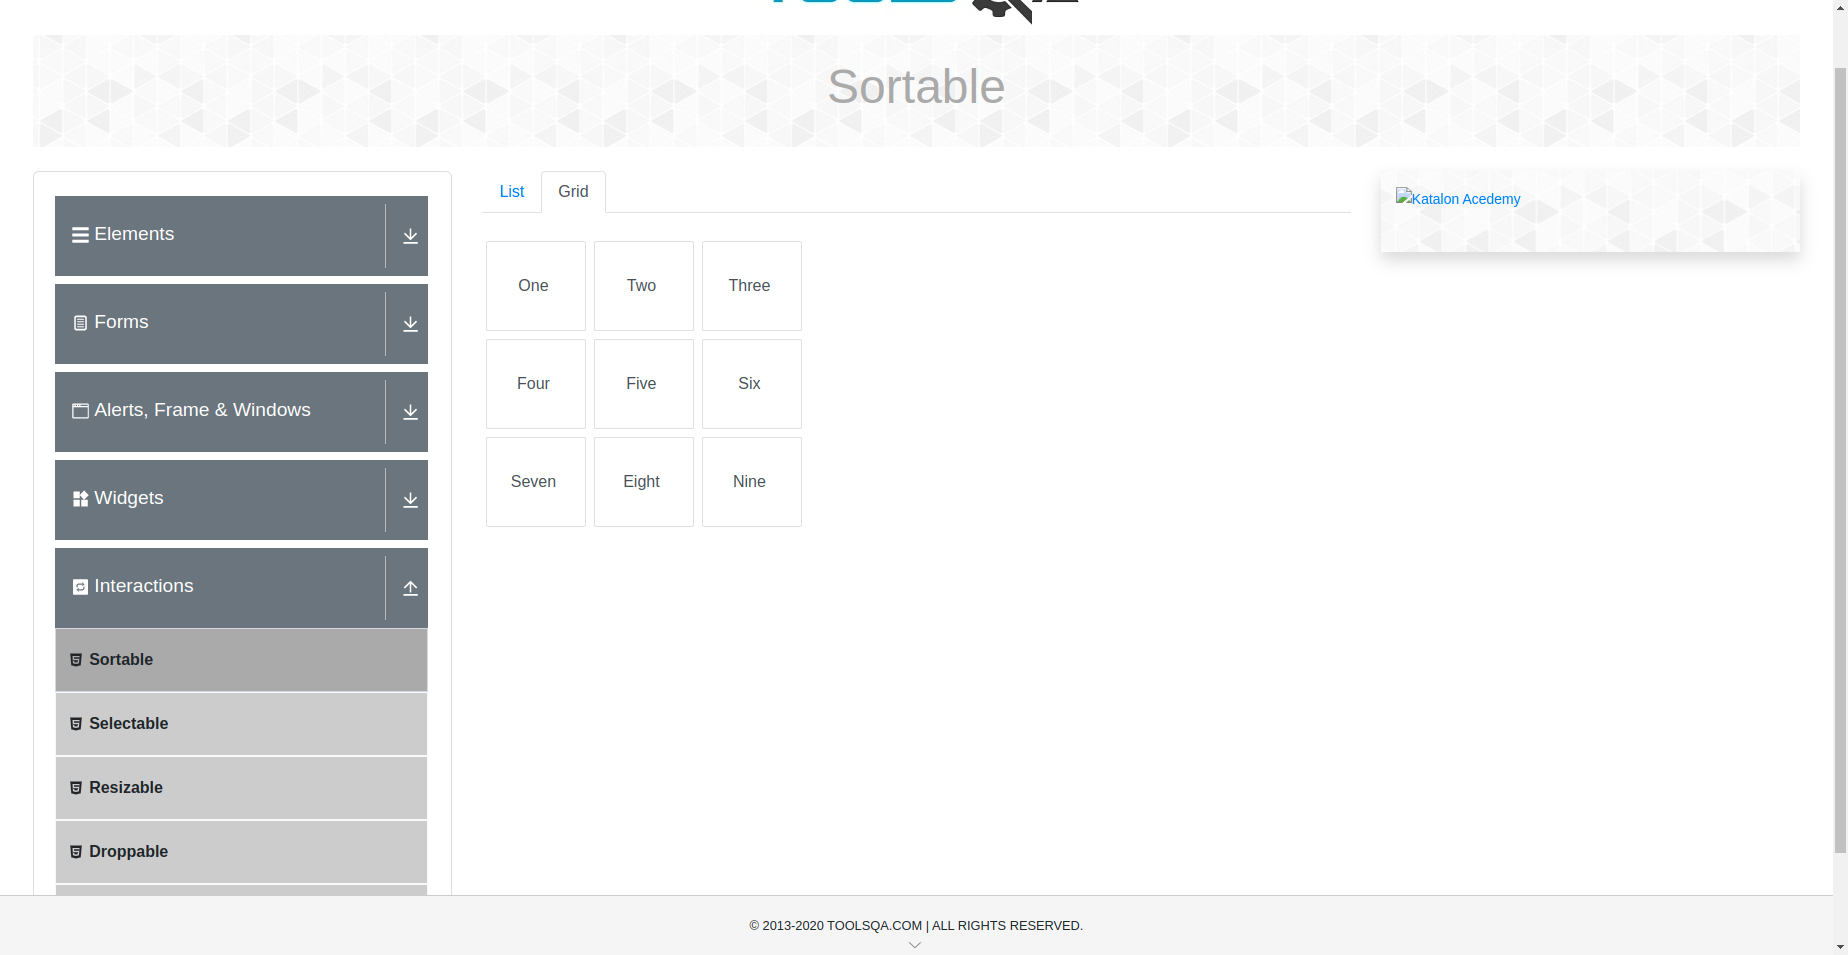 Sortable
Elements
Forms
Alerts, Frame & Windows
Widgets
Interactions
Sortable
Selectable
Resizable
Droppable
List
Grid
One
Two
Three
Four
Five
Six
Seven
Eight
Nine
Katalon Acedemy
© 2013-2020 TOOLSQA.COM | ALL RIGHTS RESERVED.